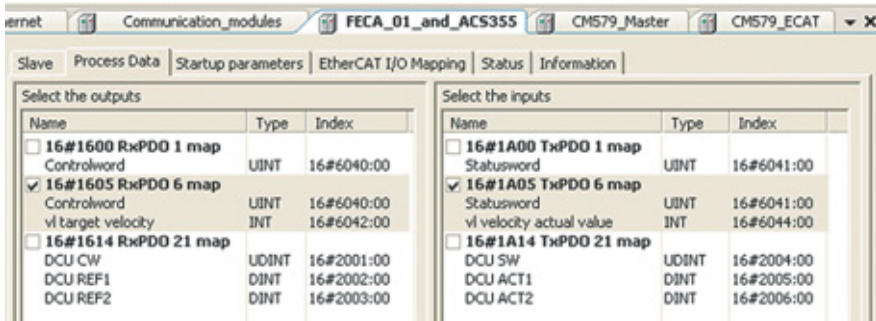 ernet Communication_modules FECA_01_and_ACS355 CM579_Master CM579_ECAT
Slave Process Data Startup parameters EtherCAT I/O Mapping Status Information
Select the outputs
Name Type Index
16#1600 RxPDO 1 map
Controlword UINT 16#6040:00
16#1605 RxPDO 6 map
Controlword UINT 16#6040:00
vl target velocity INT 16#6042:00
16#1614 RxPDO 21 map
DCU CW UDINT 16#2001:00
DCU REF1 DINT 16#2002:00
DCU REF2 DINT 16#2003:00
Select the inputs
Name Type Index
16#1A00 TxPDO 1 map
Statusword UINT 16#6041:00
16#1A05 TxPDO 6 map
Statusword UINT 16#6041:00
vl velocity actual value INT 16#6044:00
16#1A14 TxPDO 21 map
DCU SW UDINT 16#2004:00
DCU ACT1 DINT 16#2005:00
DCU ACT2 DINT 16#2006:00